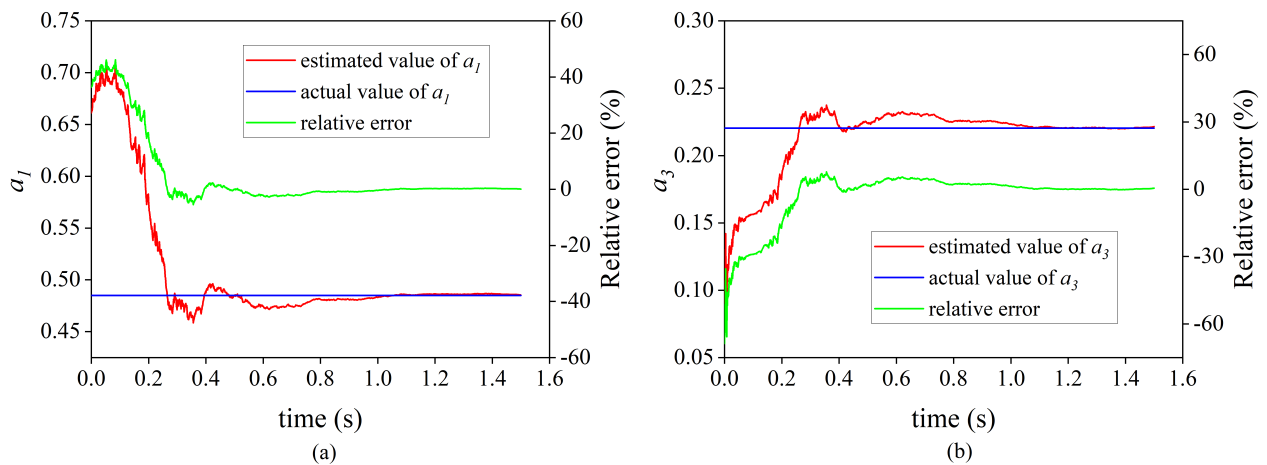 0.75
0.70
0.65
0.60
0.55
0.50
0.45
a1
60
40
20
0
-20
-40
-60
Relative error (%)
estimated value of a1
actual value of a1
relative error
0.0 0.2 0.4 0.6 0.8 1.0 1.2 1.4 1.6
time (s)
(a)
0.30
0.25
0.20
0.15
0.10
0.05
a3
60
30
0
-30
-60
Relative error (%)
estimated value of a3
actual value of a3
relative error
0.0 0.2 0.4 0.6 0.8 1.0 1.2 1.4 1.6
time (s)
(b)